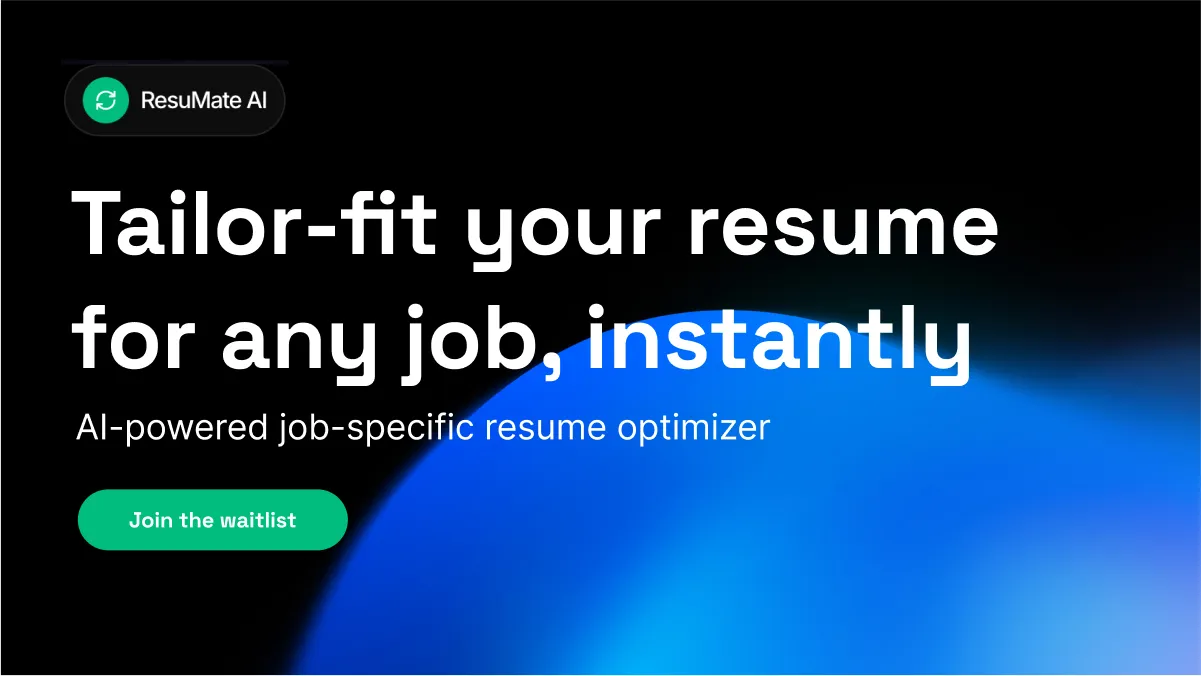 ResuMate AI
Tailor-fit your resume
for any job, instantly
AI-powered job-specific resume optimizer
Join the waitlist